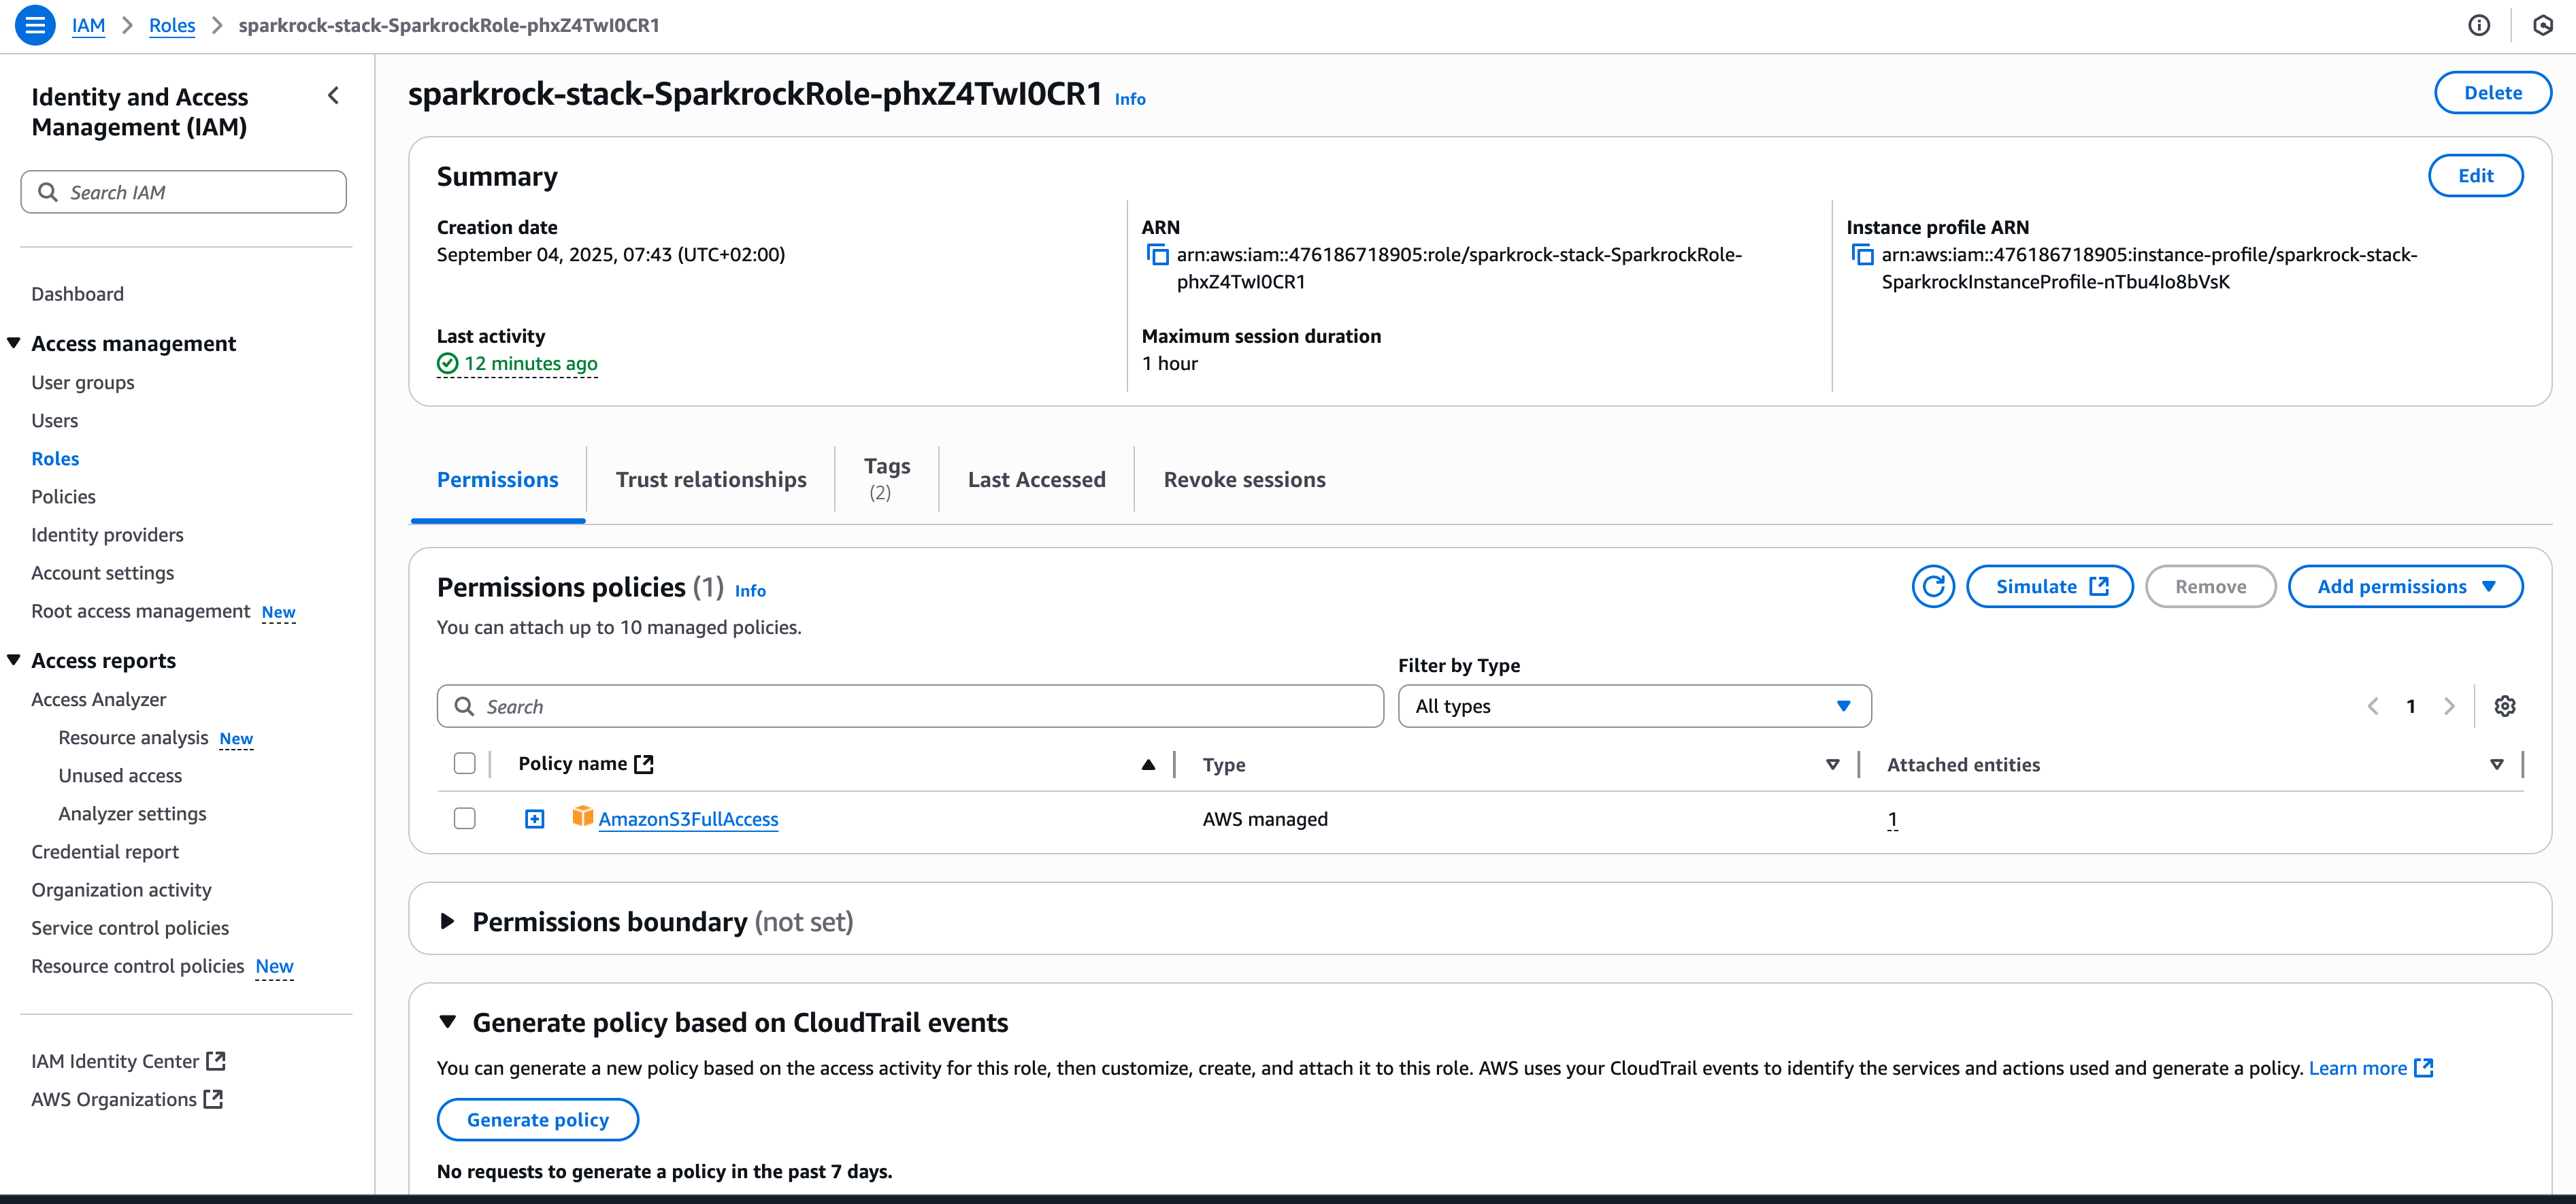 IAM > Roles > sparkrock-stack-SparkrockRole-phxZ4TwI0CR1
Identity and Access
Management (IAM)
Search IAM
Dashboard
Access management
User groups
Users
Roles
Policies
Identity providers
Account settings
Root access management New
Access reports
Access Analyzer
Resource analysis New
Unused access
Analyzer settings
Credential report
Organization activity
Service control policies
Resource control policies New
IAM Identity Center
AWS Organizations
sparkrock-stack-SparkrockRole-phxZ4TwI0CR1 Info
Delete
Summary
Edit
Creation date
September 04, 2025, 07:43 (UTC+02:00)
Last activity
12 minutes ago
ARN
arn:aws:iam::476186718905:role/sparkrock-stack-SparkrockRole-
phxZ4TwI0CR1
Maximum session duration
1 hour
Instance profile ARN
arn:aws:iam::476186718905:instance-profile/sparkrock-stack-
SparkrockInstanceProfile-nTbu4Io8bVsK
Permissions
Trust relationships
Tags
(2)
Last Accessed
Revoke sessions
Permissions policies (1) Info
Simulate
Remove
Add permissions
You can attach up to 10 managed policies.
Filter by Type
Search
All types
1
Policy name
Type
Attached entities
AmazonS3FullAccess
AWS managed
1
Permissions boundary (not set)
Generate policy based on CloudTrail events
You can generate a new policy based on the access activity for this role, then customize, create, and attach it to this role. AWS uses your CloudTrail events to identify the services and actions used and generate a policy. Learn more
Generate policy
No requests to generate a policy in the past 7 days.